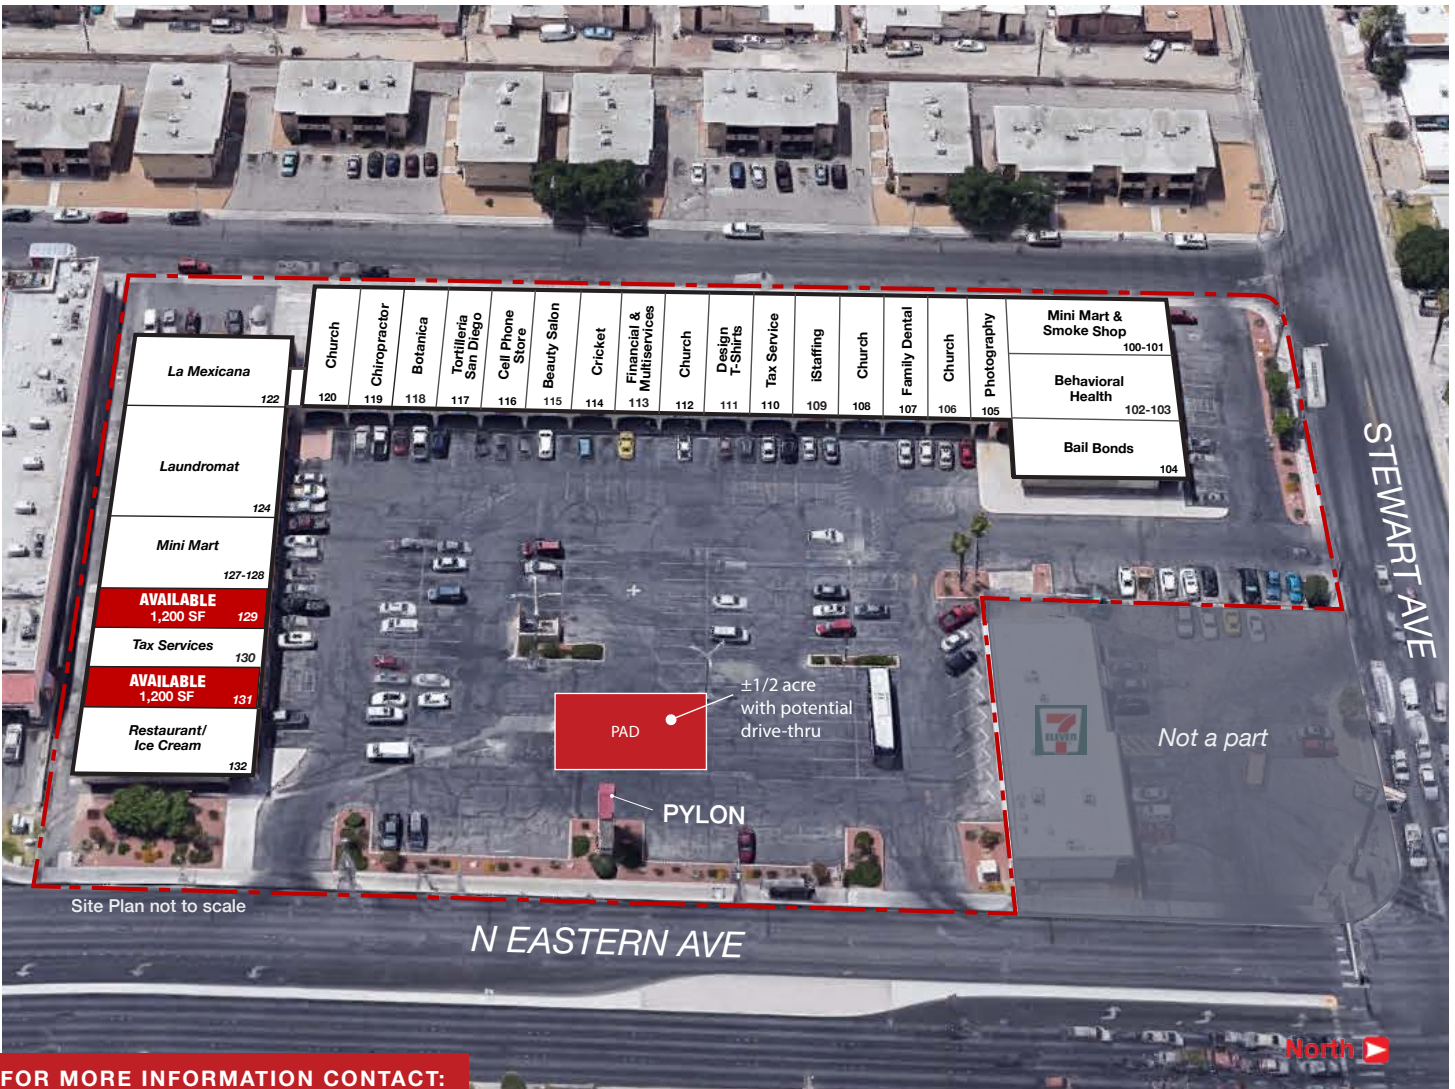 Church
120
Chiropractor
119
Botanica
118
Tortilleria
San Diego
117
Cell Phone
Store
116
Beauty Salon
115
Cricket
114
Financial &
Multiservices
113
Church
112
Design
T-Shirts
111
Tax Service
110
iStaffing
109
Church
108
Family Dental
107
Church
106
Photography
105
Mini Mart &
Smoke Shop
100-101
Behavioral
Health
102-103
Bail Bonds
104
La Mexicana
122
Laundromat
124
Mini Mart
127-128
AVAILABLE
1,200 SF
129
Tax Services
130
AVAILABLE
1,200 SF
131
Restaurant/
Ice Cream
132
STEWART AVE
PAD
±1/2 acre
with potential
drive-thru
PYLON
7
ELEVEN
Not a part
Site Plan not to scale
N EASTERN AVE
North
FOR MORE INFORMATION CONTACT: